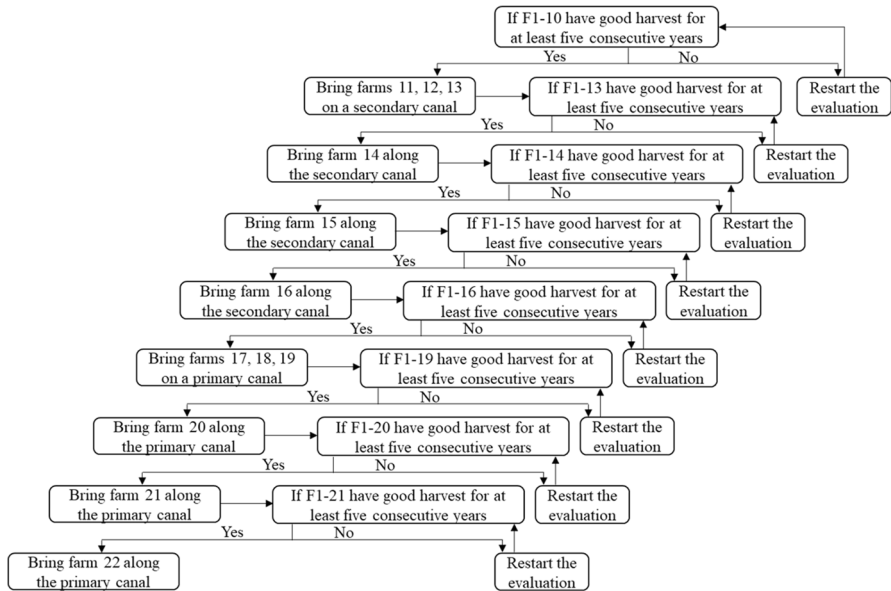 If F1-10 have good harvest for
at least five consecutive years
Yes
No
Bring farms 11, 12, 13
on a secondary canal
If F1-13 have good harvest for
at least five consecutive years
Restart the
evaluation
Yes
No
Bring farm 14 along
the secondary canal
If F1-14 have good harvest for at
least five consecutive years
Restart the
evaluation
Yes
No
Bring farm 15 along
the secondary canal
If F1-15 have good harvest for at
least five consecutive years
Restart the
evaluation
Yes
No
Bring farm 16 along
the secondary canal
If F1-16 have good harvest for at
least five consecutive years
Restart the
evaluation
Yes
No
Bring farms 17, 18, 19
on a primary canal
If F1-19 have good harvest for at
least five consecutive years
Restart the
evaluation
Yes
No
Bring farm 20 along
the primary canal
If F1-20 have good harvest for at
least five consecutive years
Restart the
evaluation
Yes
No
Bring farm 21 along
the primary canal
If F1-21 have good harvest for at
least five consecutive years
Restart the
evaluation
Yes
No
Bring farm 22 along
the primary canal
Restart the
evaluation